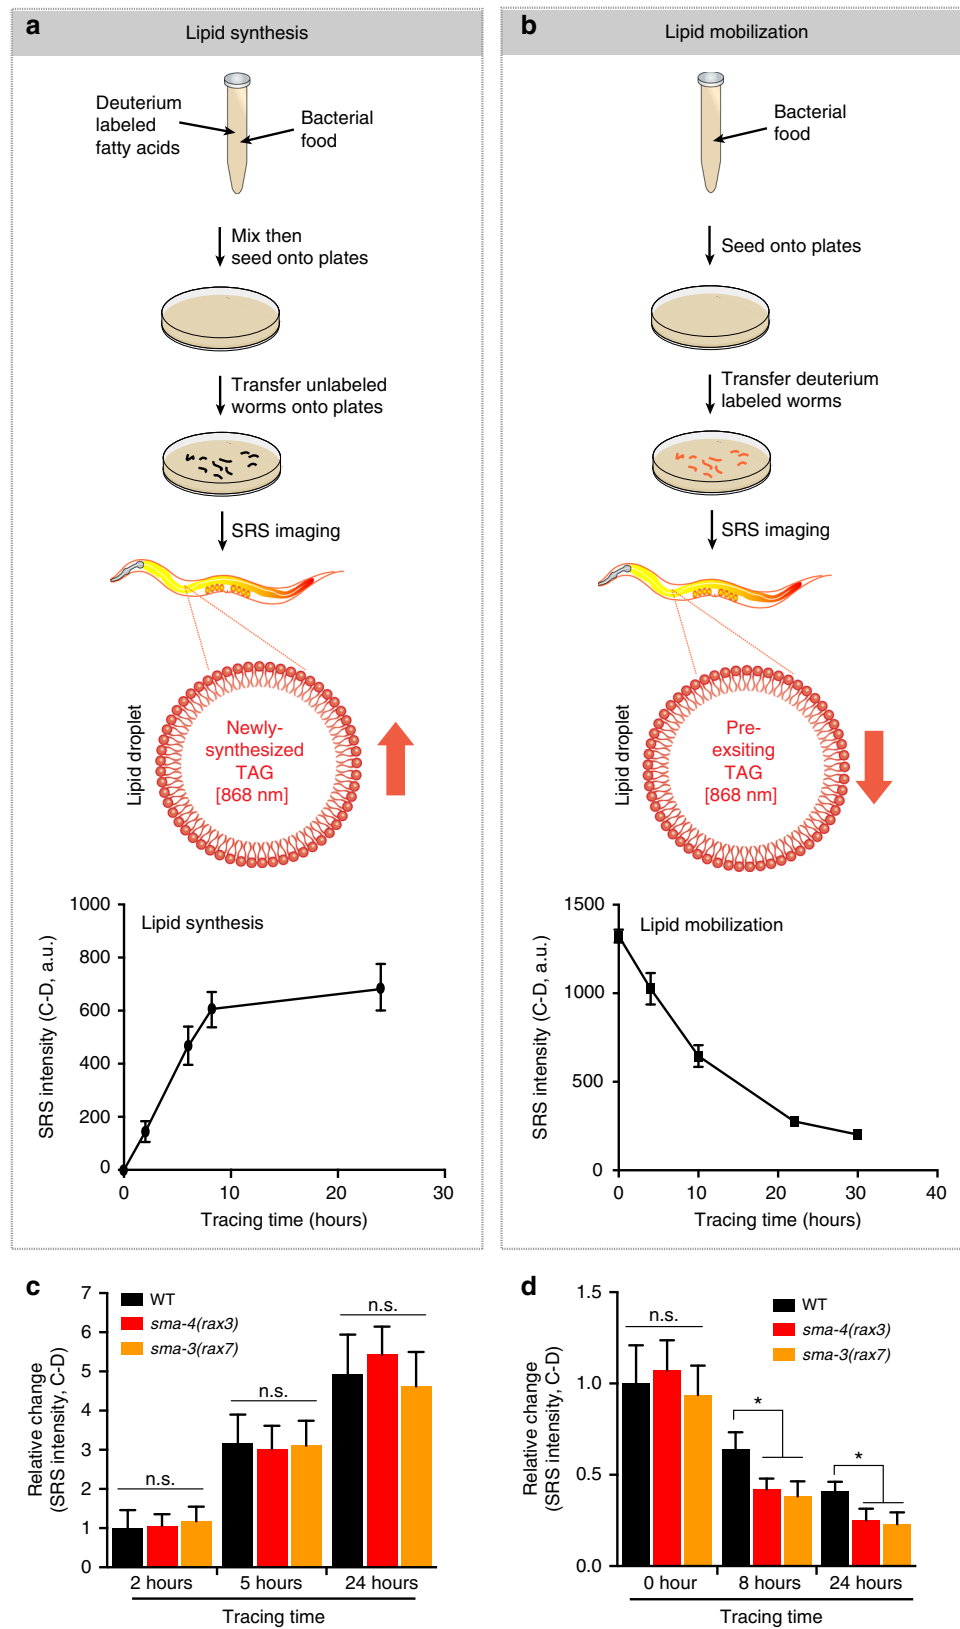 a
Lipid synthesis
Deuterium
labeled
fatty acids
Bacterial
food
Mix then
seed onto plates
Transfer unlabeled
worms onto plates
SRS imaging
Lipid droplet
Newly-
synthesized
TAG
[868 nm]
Lipid synthesis
SRS intensity (C-D, a.u.)
1000
800
600
400
200
0
0
10
20
30
Tracing time (hours)
b
Lipid mobilization
Bacterial
food
Seed onto plates
Transfer deuterium
labeled worms
SRS imaging
Lipid droplet
Pre-
exsiting
TAG
[868 nm]
Lipid mobilization
SRS intensity (C-D, a.u.)
1500
1000
500
0
0
10
20
30
40
Tracing time (hours)
c
WT
sma-4(rax3)
sma-3(rax7)
Relative change
(SRS intensity, C-D)
7
6
5
4
3
2
1
0
n.s.
n.s.
n.s.
2 hours
5 hours
24 hours
Tracing time
d
WT
sma-4(rax3)
sma-3(rax7)
Relative change
(SRS intensity, C-D)
1.5
1.0
0.5
0.0
n.s.
*
*
0 hour
8 hours
24 hours
Tracing time